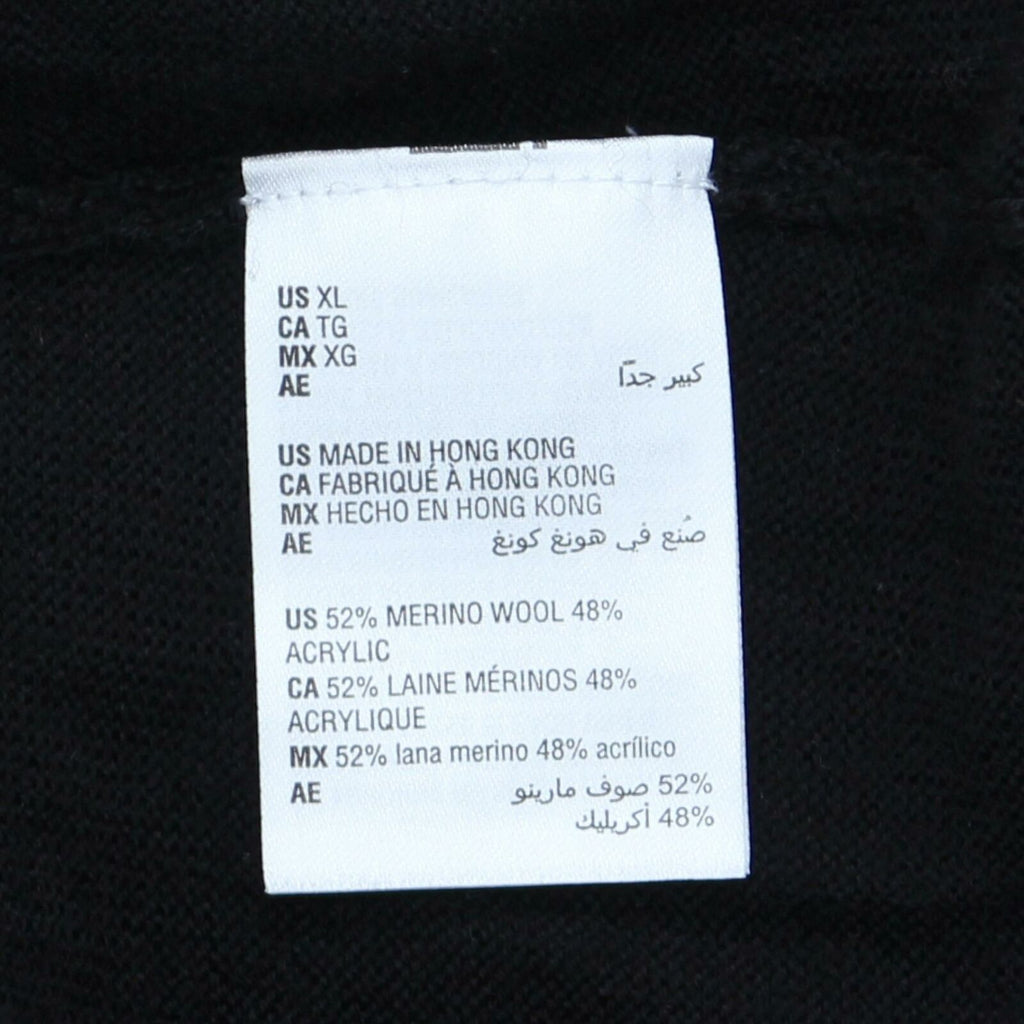 US XL
CA TG
MX XG
AE كبير جدًا
US MADE IN HONG KONG
CA FABRIQUÉ À HONG KONG
MX HECHO EN HONG KONG
AE صُنع في هونغ كونغ
US 52% MERINO WOOL 48%
ACRYLIC
CA 52% LAINE MÉRINOS 48%
ACRYLIQUE
MX 52% lana merino 48% acrílico
AE 52% صوف مارينو
48% أكريليك